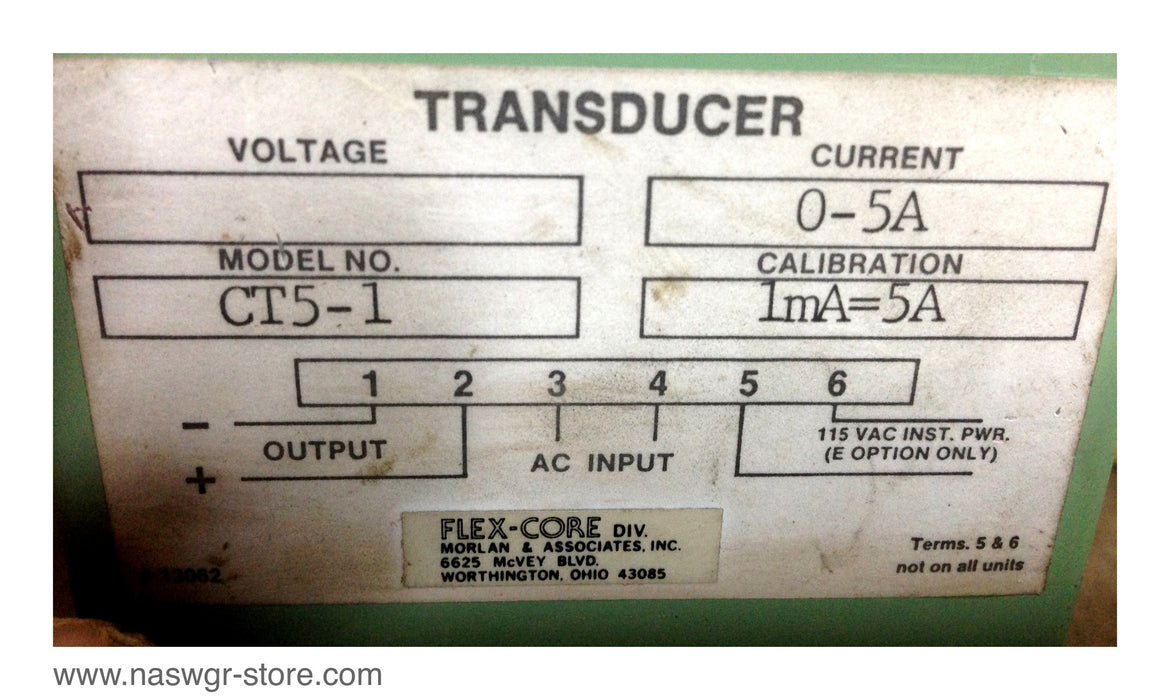 TRANSDUCER
VOLTAGE
CURRENT
0-5A
MODEL NO.
CALIBRATION
CT5-1
1mA=5A
1 2 3 4 5 6
-
OUTPUT
+
AC INPUT
115 VAC INST. PWR.
(E OPTION ONLY)
FLEX-CORE DIV.
MORLAN & ASSOCIATES, INC.
6625 McVEY BLVD.
WORTHINGTON, OHIO 43085
Terms. 5 & 6
not on all units
www.naswgr-store.com